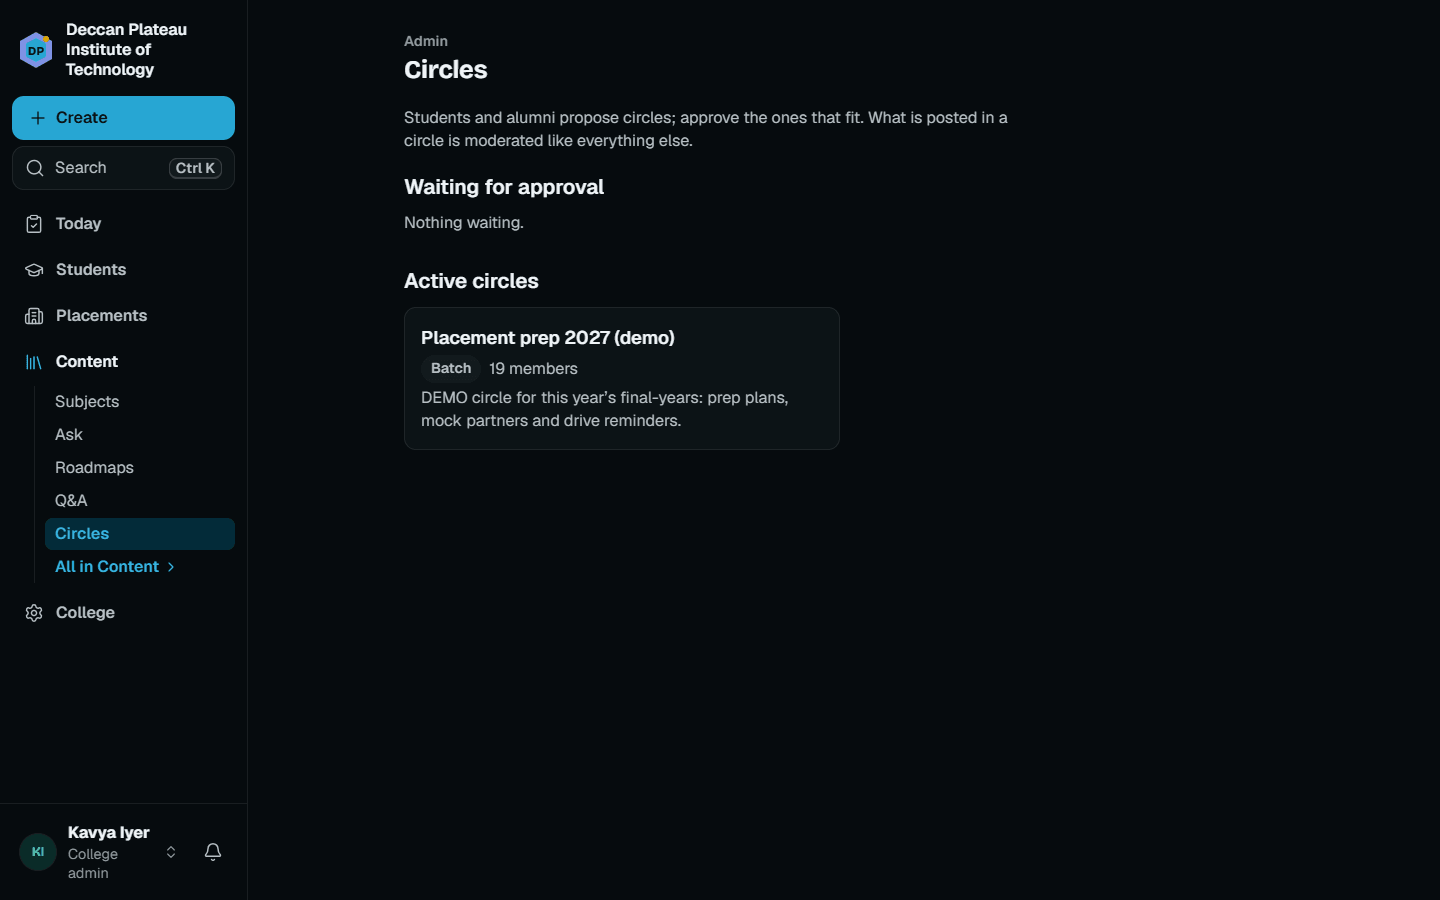 Deccan Plateau
Institute of
Technology
DP
Create
Search
Ctrl K
Today
Students
Placements
Content
Subjects
Ask
Roadmaps
Q&A
Circles
All in Content
College
KI
Kavya Iyer
College
admin
Admin
Circles
Students and alumni propose circles; approve the ones that fit. What is posted in a
circle is moderated like everything else.
Waiting for approval
Nothing waiting.
Active circles
Placement prep 2027 (demo)
Batch
19 members
DEMO circle for this year’s final-years: prep plans,
mock partners and drive reminders.